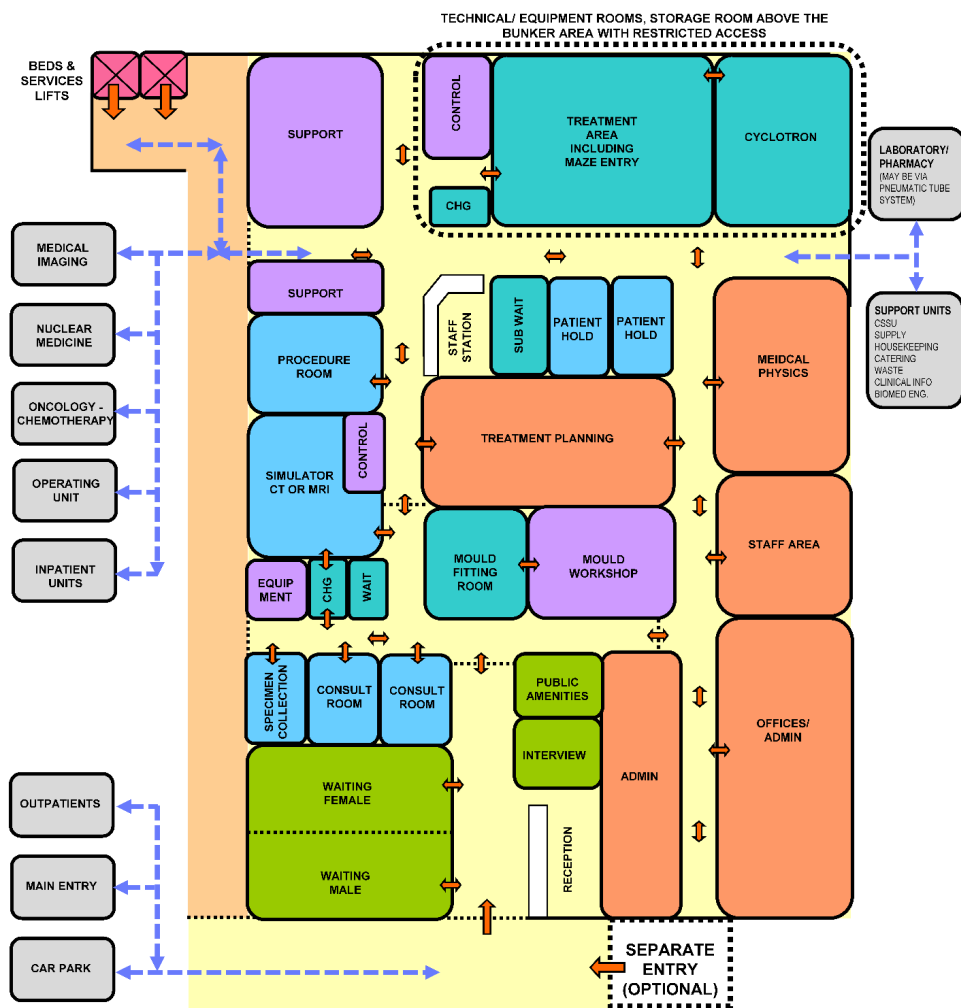 TECHNICAL/ EQUIPMENT ROOMS, STORAGE ROOM ABOVE THE
BUNKER AREA WITH RESTRICTED ACCESS
BEDS &
SERVICES
LIFTS
SUPPORT
CONTROL
TREATMENT
AREA
INCLUDING
MAZE ENTRY
CYCLOTRON
CHG
LABORATORY/
PHARMACY
(MAY BE VIA
PNEUMATIC TUBE
SYSTEM)
MEDICAL
IMAGING
SUPPORT
STAFF
STATION
SUB WAIT
PATIENT
HOLD
PATIENT
HOLD
MEIDCAL
PHYSICS
SUPPORT UNITS
CSSU
SUPPLY
HOUSEKEEPING
CATERING
WASTE
CLINICAL INFO
BIOMED ENG.
NUCLEAR
MEDICINE
PROCEDURE
ROOM
ONCOLOGY -
CHEMOTHERAPY
TREATMENT PLANNING
SIMULATOR
CT OR MRI
CONTROL
OPERATING
UNIT
STAFF AREA
INPATIENT
UNITS
EQUIP
MENT
CHG
WAIT
MOULD
FITTING
ROOM
MOULD
WORKSHOP
SPECIMEN
COLLECTION
CONSULT
ROOM
CONSULT
ROOM
PUBLIC
AMENITIES
INTERVIEW
ADMIN
OFFICES/
ADMIN
WAITING
FEMALE
OUTPATIENTS
RECEPTION
WAITING
MALE
MAIN ENTRY
CAR PARK
SEPARATE
ENTRY
(OPTIONAL)